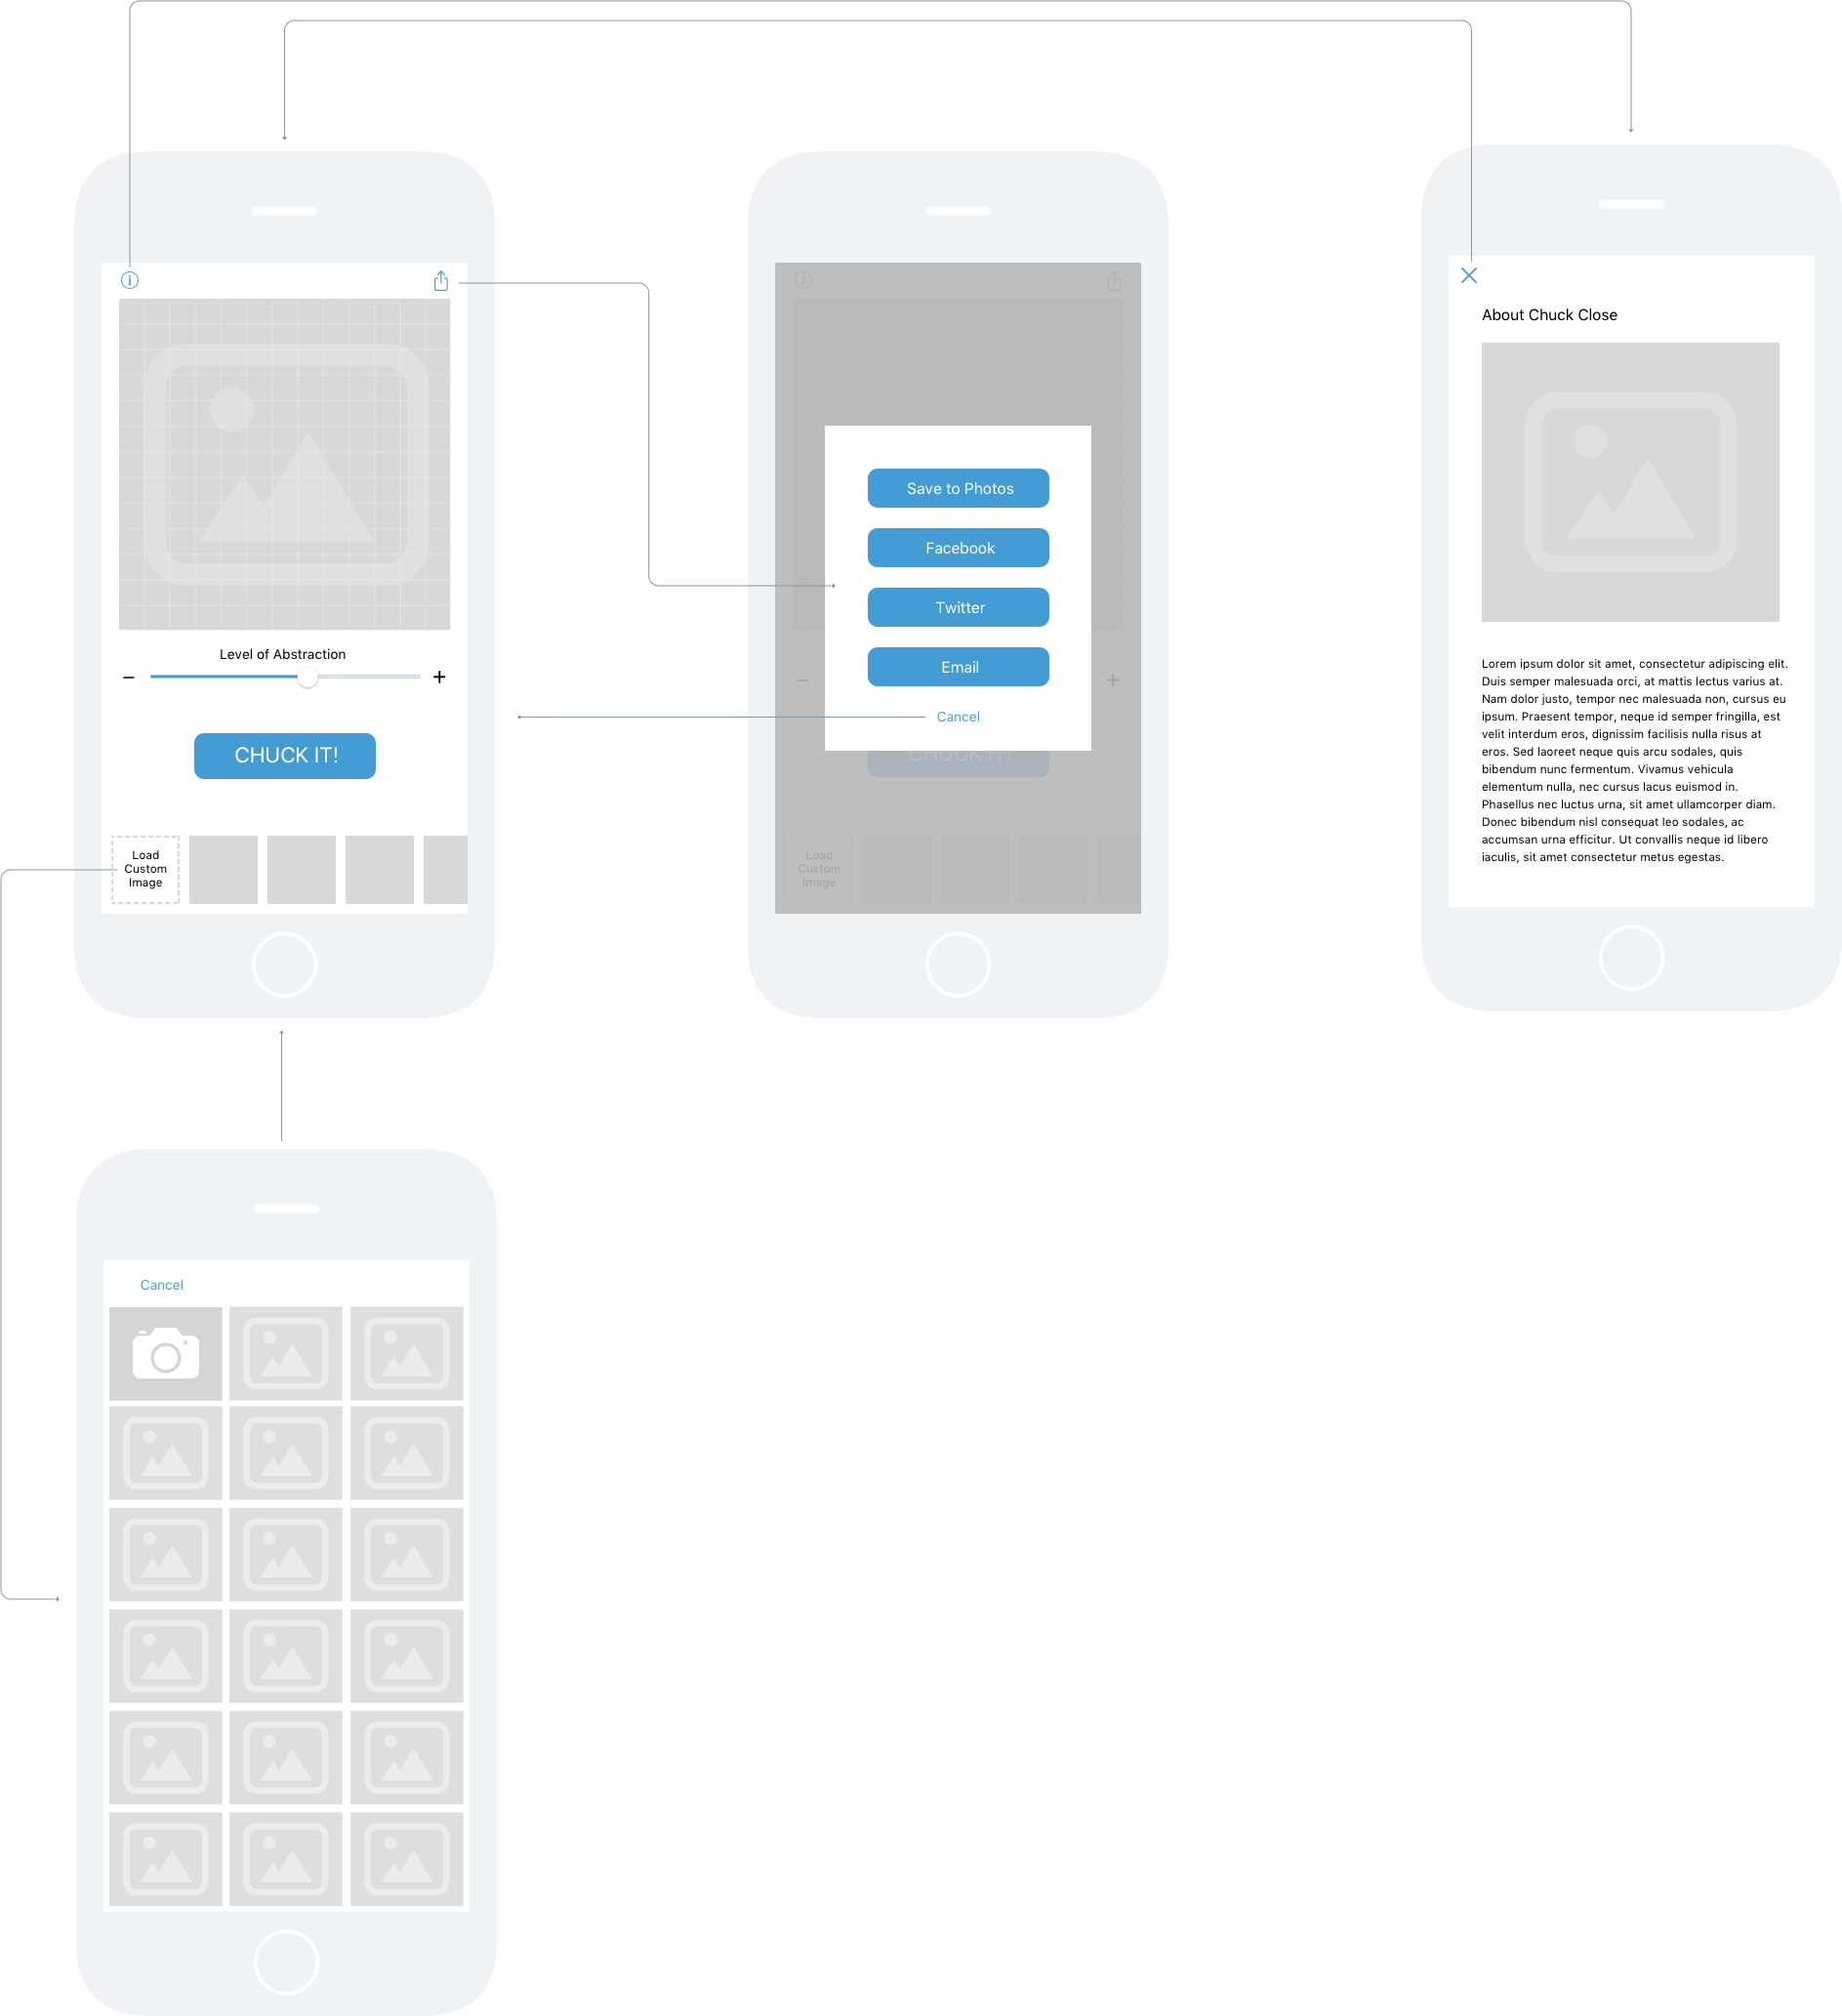 Level of Abstraction
CHUCK IT!
Load
Custom
Image
Save to Photos
Facebook
Twitter
Email
Cancel
CHUCK IT!
Load
Custom
Image
About Chuck Close
Lorem ipsum dolor sit amet, consectetur adipiscing elit.
Duis semper malesuada orci, at mattis lectus varius at.
Nam dolor justo, tempor nec malesuada non, cursus eu
ipsum. Praesent tempor, neque id semper fringilla, est
velit interdum eros, dignissim facilisis nulla risus at
eros. Sed laoreet neque quis arcu sodales, quis
bibendum nunc fermentum. Vivamus vehicula
elementum nulla, nec cursus lacus euismod in.
Phasellus nec luctus urna, sit amet ullamcorper diam.
Donec bibendum nisl consequat leo sodales, ac
accumsan urna efficitur. Ut convallis neque id libero
iaculis, sit amet consectetur metus egestas.
Cancel